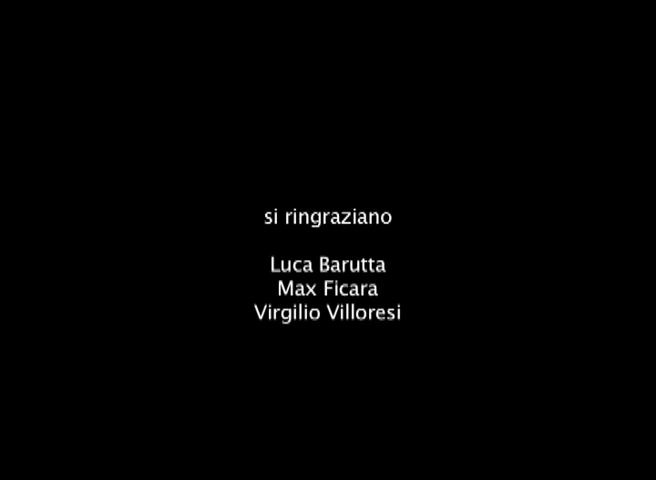 si ringraziano
Luca Barutta
Max Ficara
Virgilio Villoresi